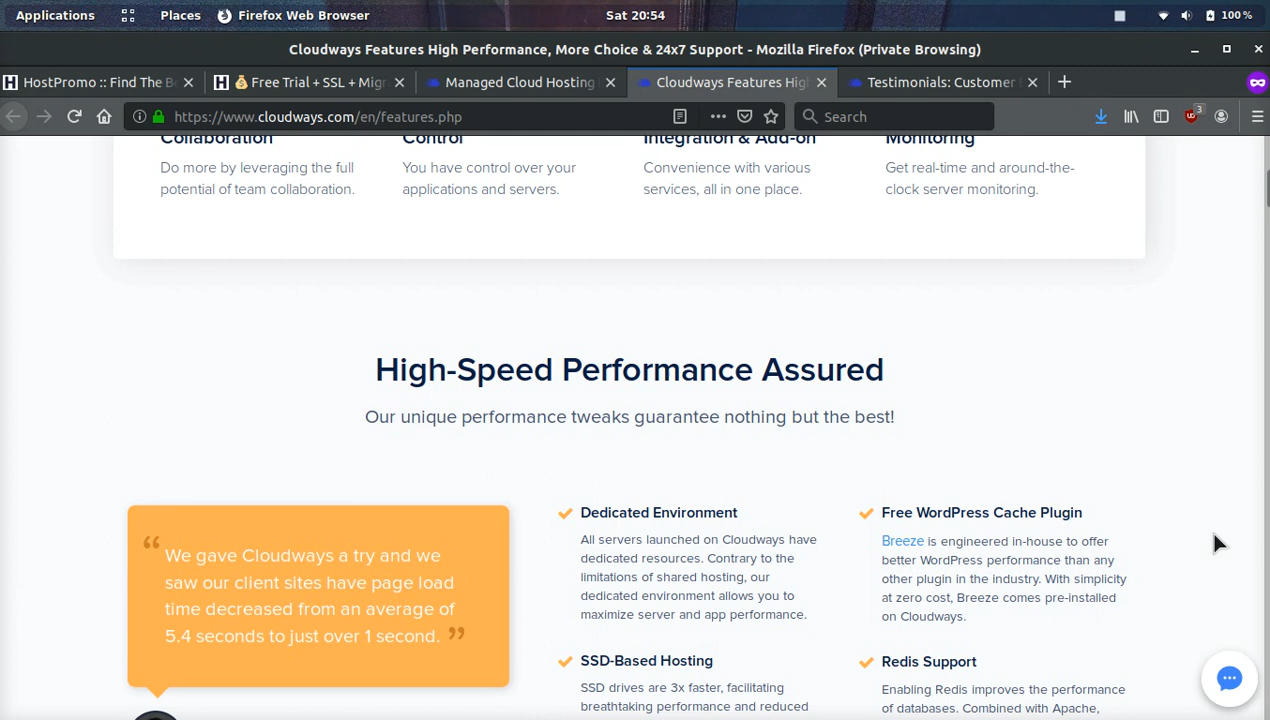 Applications Places Firefox Web Browser Sat 20:54 100 %
Cloudways Features High Performance, More Choice & 24x7 Support - Mozilla Firefox (Private Browsing)
HostPromo :: Find The Be Free Trial + SSL + Migr Managed Cloud Hosting Cloudways Features Hig Testimonials: Customer
https://www.cloudways.com/en/features.php Search 3
Collaboration Control Integration & Add-on Monitoring
Do more by leveraging the full You have control over your Convenience with various Get real-time and around-the-
potential of team collaboration. applications and servers. services, all in one place. clock server monitoring.
High-Speed Performance Assured
Our unique performance tweaks guarantee nothing but the best!
“ We gave Cloudways a try and we
saw our client sites have page load
time decreased from an average of
5.4 seconds to just over 1 second. ”
Dedicated Environment
All servers launched on Cloudways have
dedicated resources. Contrary to the
limitations of shared hosting, our
dedicated environment allows you to
maximize server and app performance.
Free WordPress Cache Plugin
Breeze is engineered in-house to offer
better WordPress performance than any
other plugin in the industry. With simplicity
at zero cost, Breeze comes pre-installed
on Cloudways.
SSD-Based Hosting
SSD drives are 3x faster, facilitating
breathtaking performance and reduced
Redis Support
Enabling Redis improves the performance
of databases. Combined with Apache,